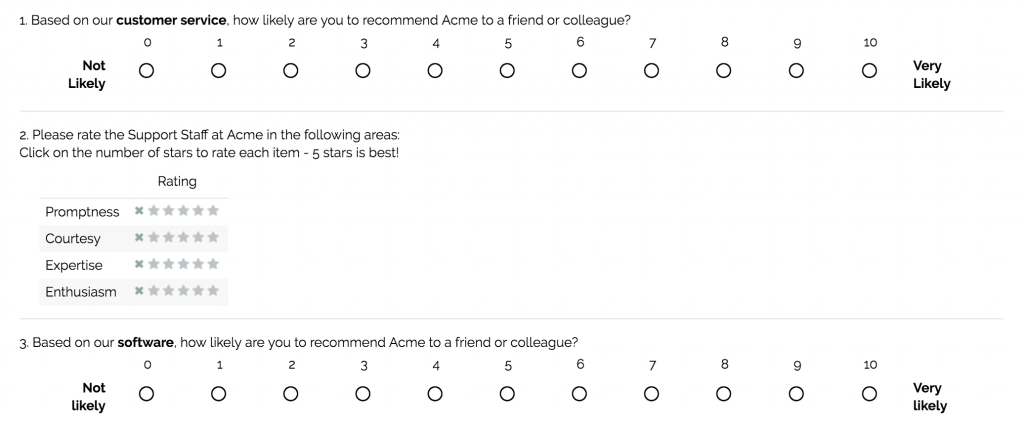 1. Based on our customer service, how likely are you to recommend Acme to a friend or colleague?
0 1 2 3 4 5 6 7 8 9 10
Not Likely Very Likely
2. Please rate the Support Staff at Acme in the following areas:
Click on the number of stars to rate each item - 5 stars is best!
Rating
Promptness
Courtesy
Expertise
Enthusiasm
3. Based on our software, how likely are you to recommend Acme to a friend or colleague?
0 1 2 3 4 5 6 7 8 9 10
Not likely Very likely